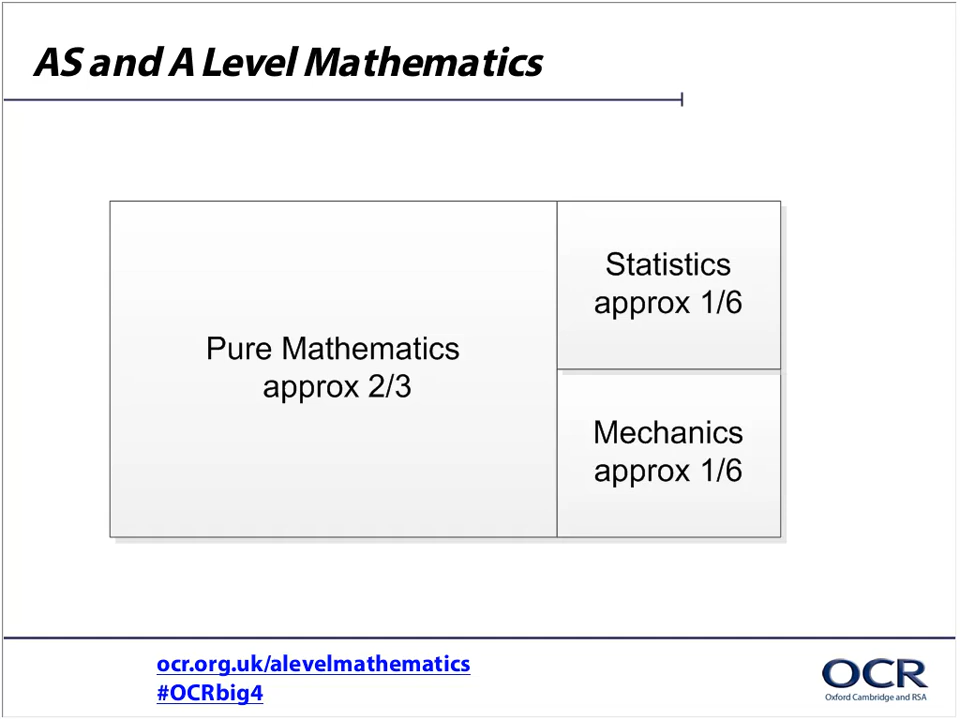 AS and A Level Mathematics
Pure Mathematics
approx 2/3
Statistics
approx 1/6
Mechanics
approx 1/6
ocr.org.uk/alevelmathematics
#OCRbig4
OCR
Oxford Cambridge and RSA